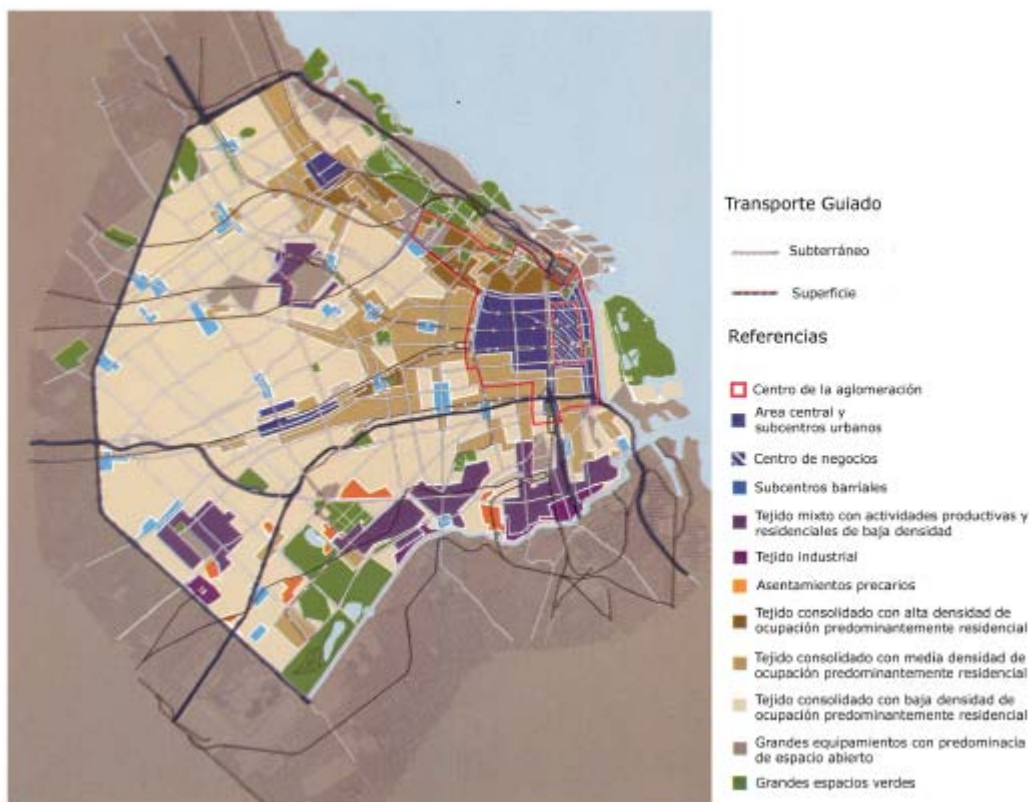 Transporte Guiado
Subterráneo
Superficie
Referencias
Centro de la aglomeración
Area central y
subcentros urbanos
Centro de negocios
Subcentros barriales
Tejido mixto con actividades productivas y
residenciales de baja densidad
Tejido industrial
Asentamientos precarios
Tejido consolidado con alta densidad de
ocupación predominantemente residencial
Tejido consolidado con media densidad de
ocupación predominantemente residencial
Tejido consolidado con baja densidad de
ocupación predominantemente residencial
Grandes equipamientos con predominacia
de espacio abierto
Grandes espacios verdes